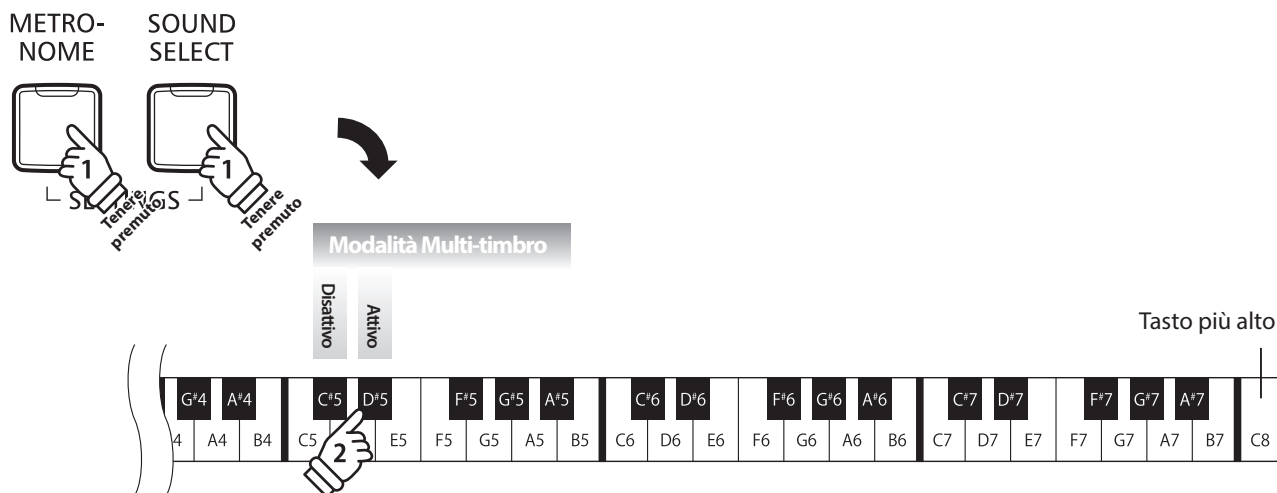 METRO-
NOME
SOUND
SELECT
1
1
Tenere
premuto
Tenere
premuto
Modalità Multi-timbro
Disattivo
Attivo
Tasto più alto
G#4 A#4 C#5 D#5 F#5 G#5 A#5 C#6 D#6 F#6 G#6 A#6 C#7 D#7 F#7 G#7 A#7
4 A4 B4 C5 E5 F5 G5 A5 B5 C6 D6 E6 F6 G6 A6 B6 C7 D7 E7 F7 G7 A7 B7 C8
2